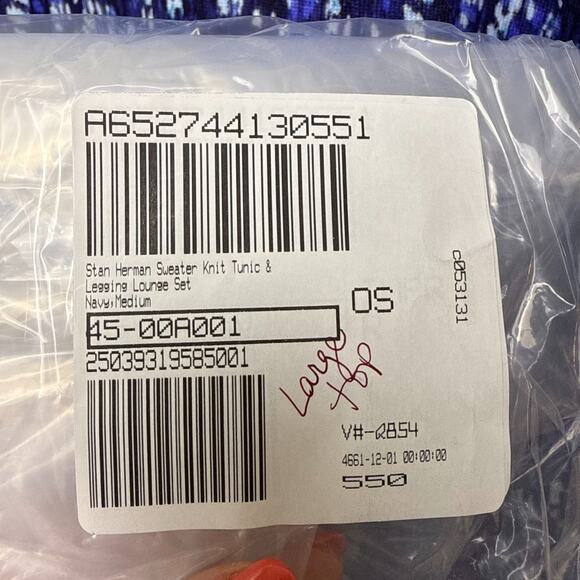 A652744130551
Stan Herman Sweater Knit Tunic &
Legging Lounge Set
Navy,Medium
OS
45-00A001
25039319585001
Large
top
V#-Q854
4661-12-01 00:00:00
550
c053131